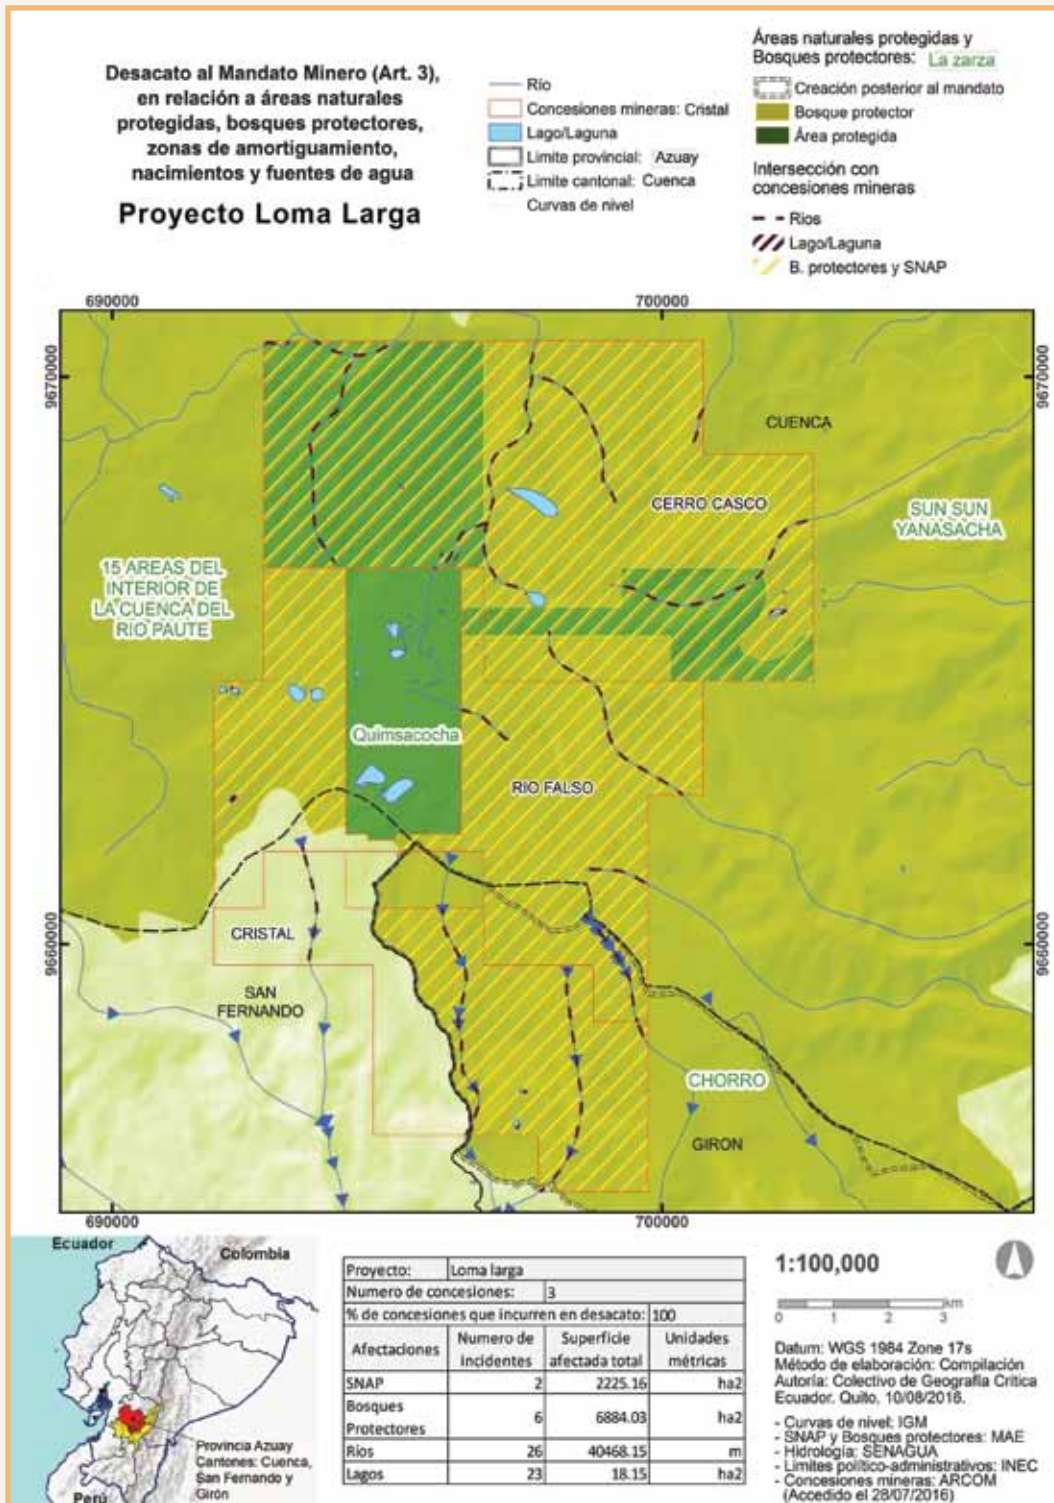 Desacato al Mandato Minero (Art. 3),
en relación a áreas naturales
protegidas, bosques protectores,
zonas de amortiguamiento,
nacimientos y fuentes de agua
Proyecto Loma Larga
Río
Concesiones mineras: Cristal
Lago/Laguna
Limite provincial: Azuay
Limite cantonal: Cuenca
Curvas de nivel
Áreas naturales protegidas y
Bosques protectores: La zarza
Creación posterior al mandato
Bosque protector
Área protegida
Intersección con
concesiones mineras
Rios
Lago/Laguna
B. protectores y SNAP
690000
700000
9670000
9670000
CUENCA
CERRO CASCO
SUN SUN
YANASACHA
15 AREAS DEL
INTERIOR DE
LA CUENCA DEL
RIO PAUTE
Quimsacocha
RIO FALSO
9660000
9660000
CRISTAL
SAN
FERNANDO
CHORRO
GIRON
690000
700000
Ecuador
Colombia
Perú
Provincia Azuay
Cantones: Cuenca,
San Fernando y
Girón
Proyecto: Loma larga
Numero de concesiones: 3
% de concesiones que incurren en desacato: 100
Afectaciones Numero de incidentes Superficie afectada total Unidades métricas
SNAP 2 2225.16 ha2
Bosques Protectores 6 6884.03 ha2
Ríos 26 40468.15 m
Lagos 23 18.15 ha2
1:100,000
km
0 1 2 3
Datum: WGS 1984 Zone 17s
Método de elaboración: Compilación
Autoría: Colectivo de Geografía Crítica
Ecuador. Quito, 10/08/2016.
- Curvas de nivel: IGM
- SNAP y Bosques protectores: MAE
- Hidrología: SENAGUA
- Límites político-administrativos: INEC
- Concesiones mineras: ARCOM
(Accedido el 28/07/2016)